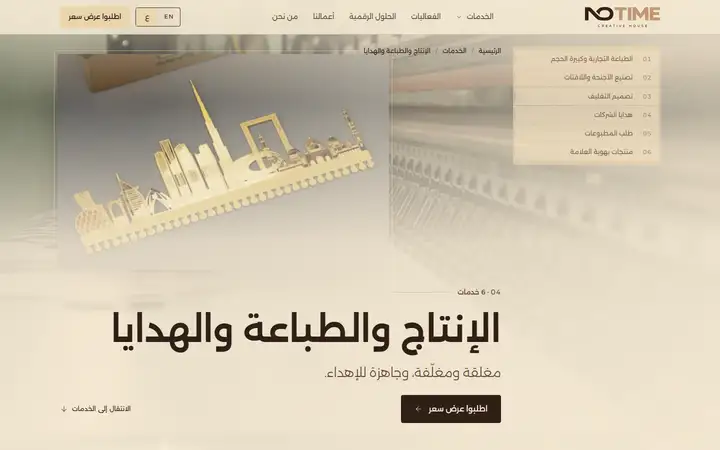 NOTIME
CREATIVE HOUSE
الخدمات
الفعاليات
الحلول الرقمية
أعمالنا
من نحن
EN
ع
اطلبوا عرض سعر
الرئيسية / الخدمات / الإنتاج والطباعة والهدايا
01 الطباعة التجارية وكبيرة الحجم
02 تصنيع الأجنحة واللافتات
03 تصميم التغليف
04 هدايا الشركات
05 طلب المطبوعات
06 منتجات بهوية العلامة
04 · 6 خدمات
الإنتاج والطباعة والهدايا
مغلقة ومغلّفة، وجاهزة للإهداء.
اطلبوا عرض سعر ←
الانتقال إلى الخدمات ↓